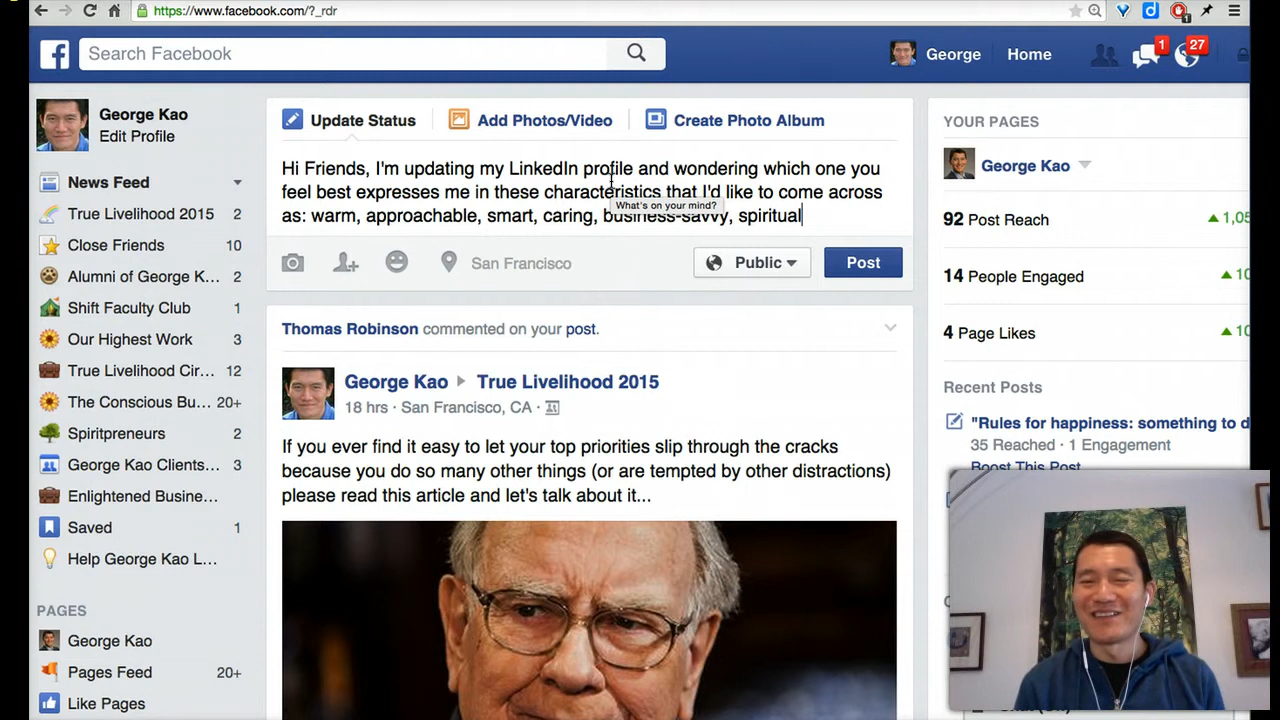 https://www.facebook.com/?_rdr
1
Search Facebook
George
Home
1
27
George Kao
Edit Profile
News Feed
True Livelihood 2015 2
Close Friends 10
Alumni of George K... 2
Shift Faculty Club 1
Our Highest Work 3
True Livelihood Cir... 12
The Conscious Bu... 20+
Spiritpreneurs 2
George Kao Clients... 3
Enlightened Busine...
Saved 1
Help George Kao L...
PAGES
George Kao
Pages Feed 20+
Like Pages
Update Status
Add Photos/Video
Create Photo Album
Hi Friends, I'm updating my LinkedIn profile and wondering which one you
feel best expresses me in these characteristics that I'd like to come across
What's on your mind?
as: warm, approachable, smart, caring, business-savvy, spiritual
San Francisco
Public
Post
Thomas Robinson commented on your post.
George Kao True Livelihood 2015
18 hrs · San Francisco, CA ·
If you ever find it easy to let your top priorities slip through the cracks
because you do so many other things (or are tempted by other distractions)
please read this article and let's talk about it...
YOUR PAGES
George Kao
92 Post Reach
14 People Engaged
4 Page Likes
Recent Posts
"Rules for happiness: something to d
35 Reached · 1 Engagement
Boost This Post